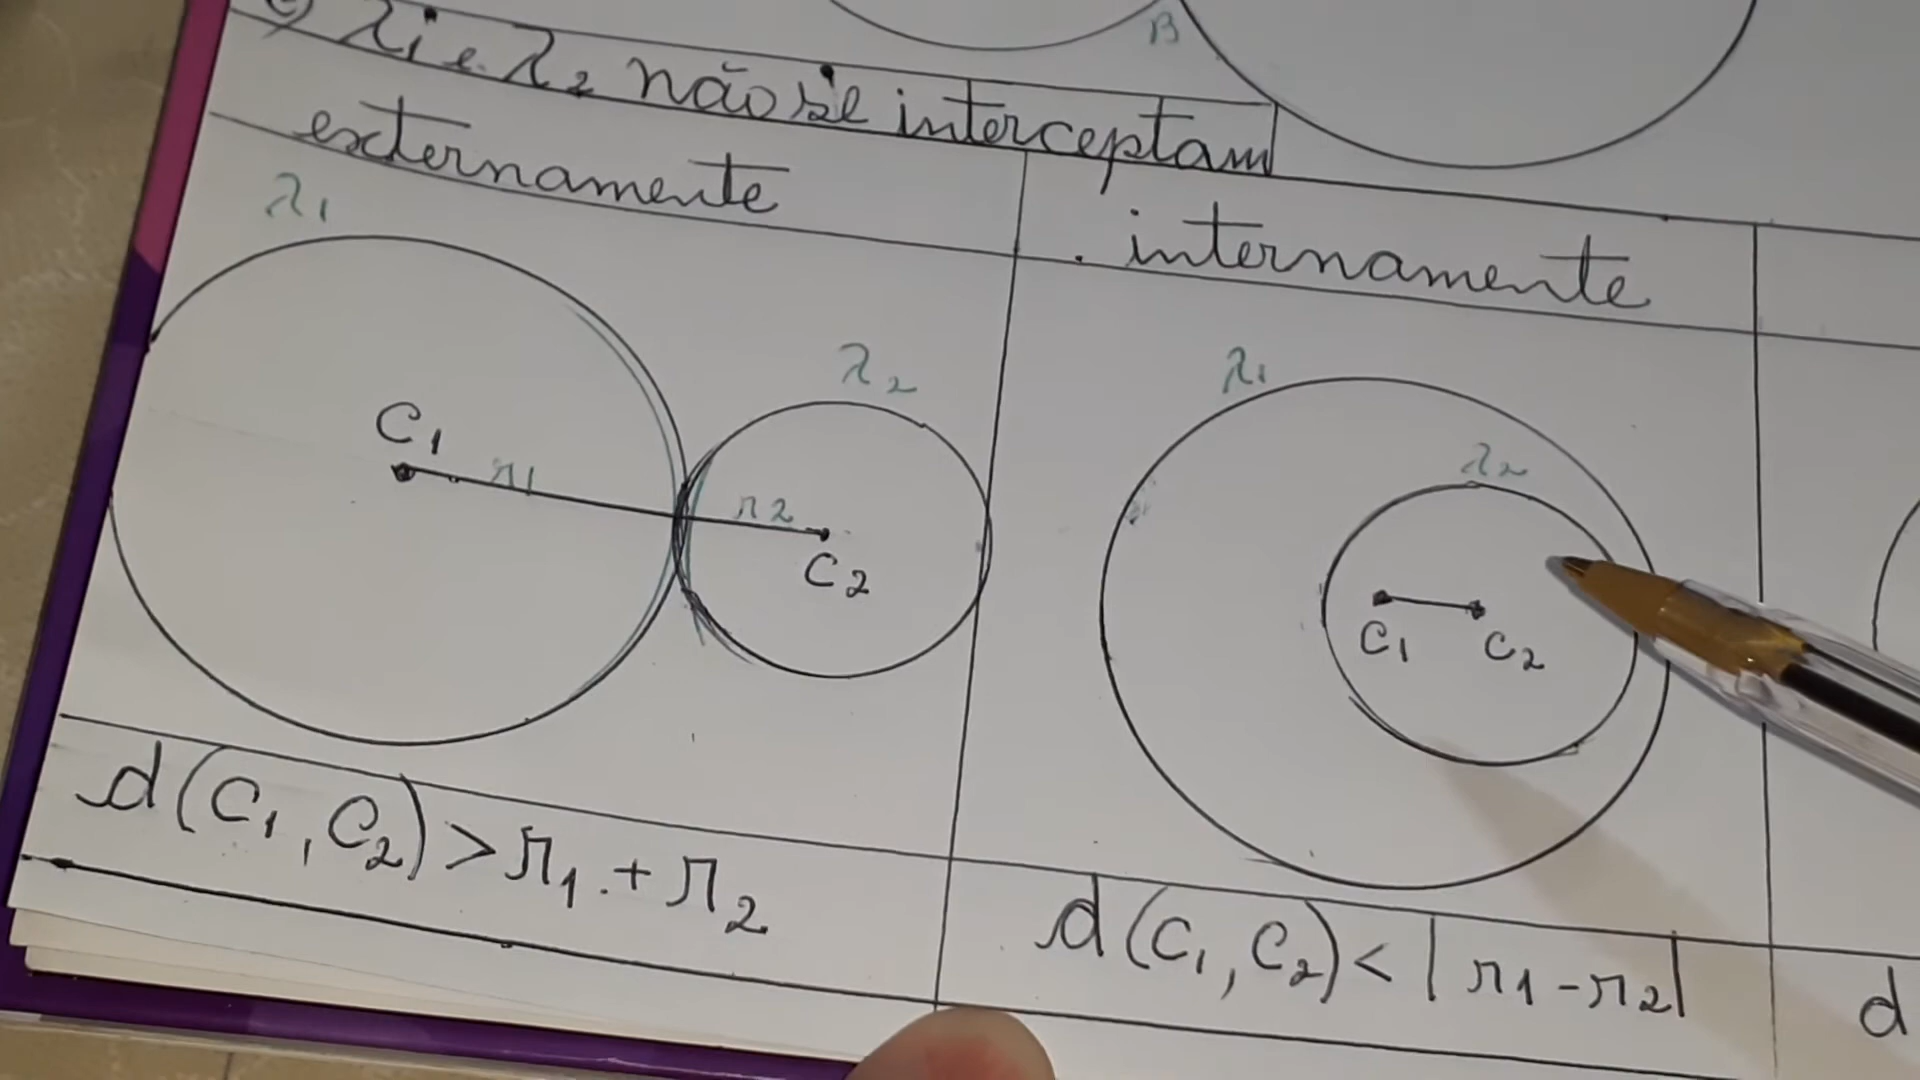 B
c) λ1 e λ2 não se interceptam
externamente
. internamente
λ1
λ2
C1
r1
r2
C2
λ1
λ2
C1
C2
d(C1,C2) > r1 + r2
d(C1,C2) < |r1 - r2|
d